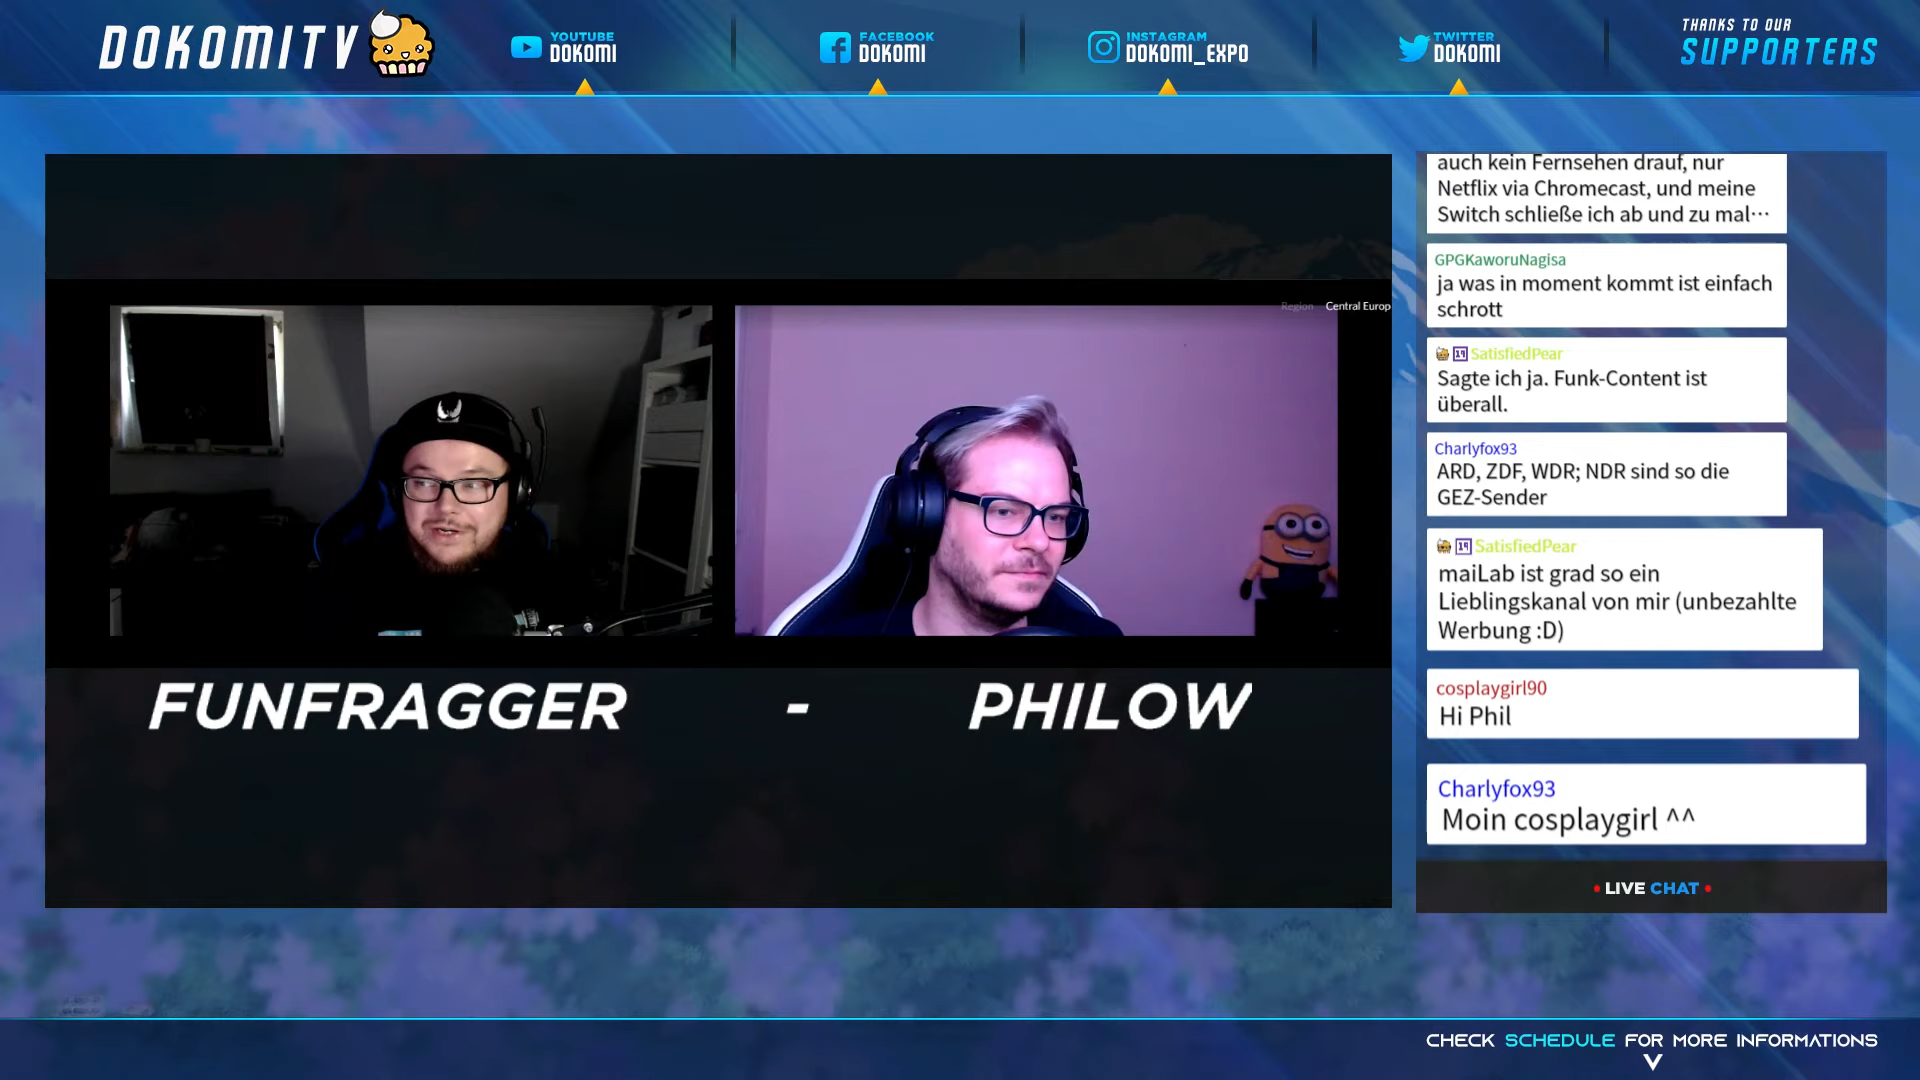 DOKOMITV
YOUTUBE
DOKOMI
FACEBOOK
DOKOMI
INSTAGRAM
DOKOMI_EXPO
TWITTER
DOKOMI
THANKS TO OUR
SUPPORTERS
Region Central Europ
FUNFRAGGER - PHILOW
auch kein Fernsehen drauf, nur
Netflix via Chromecast, und meine
Switch schließe ich ab und zu mal…
GPGKaworuNagisa
ja was in moment kommt ist einfach
schrott
19 SatisfiedPear
Sagte ich ja. Funk-Content ist
überall.
Charlyfox93
ARD, ZDF, WDR; NDR sind so die
GEZ-Sender
19 SatisfiedPear
maiLab ist grad so ein
Lieblingskanal von mir (unbezahlte
Werbung :D)
cosplaygirl90
Hi Phil
Charlyfox93
Moin cosplaygirl ^^
• LIVE CHAT •
CHECK SCHEDULE FOR MORE INFORMATIONS